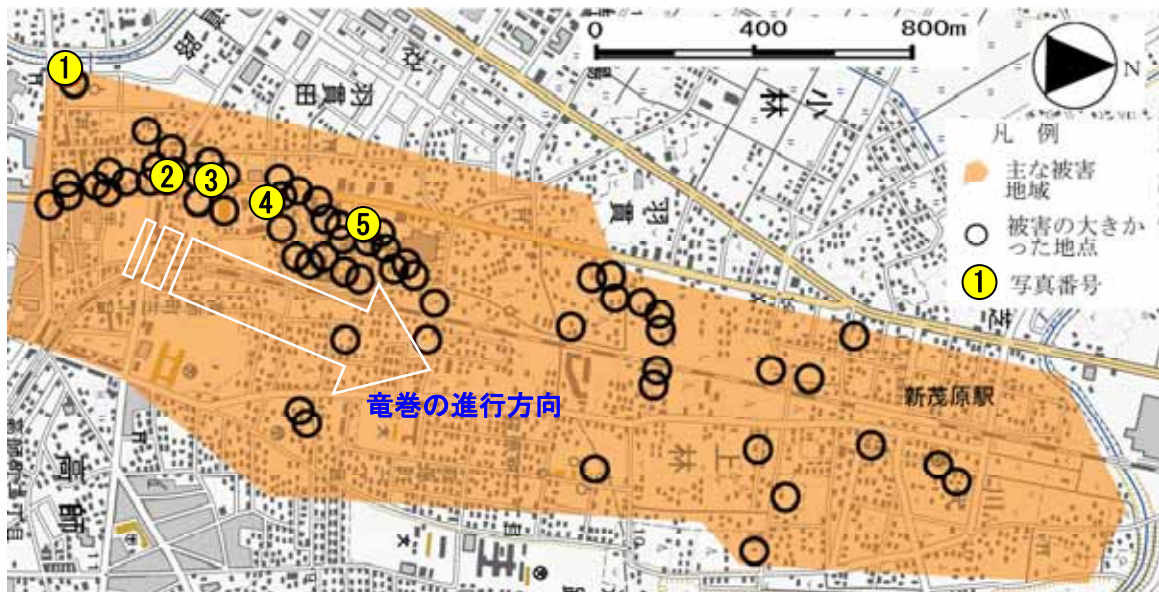 0 400 800m
N
凡 例
主な被害
地域
被害の大きか
った地点
① 写真番号
①
②
③
④
⑤
竜巻の進行方向
新茂原駅
羽貫田
小林
羽貫
上林
高師